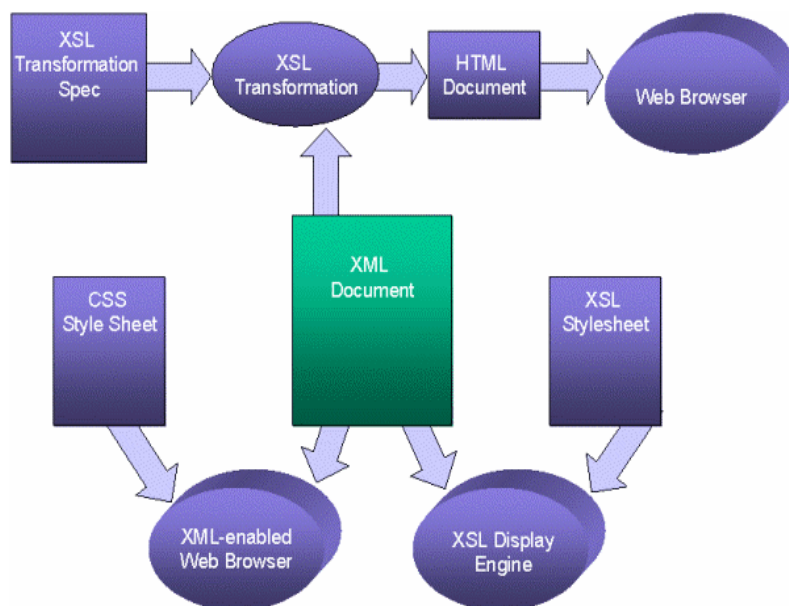 XSL
Transformation
Spec
XSL
Transformation
HTML
Document
Web Browser
XML
Document
CSS
Style Sheet
XSL
Stylesheet
XML-enabled
Web Browser
XSL Display
Engine